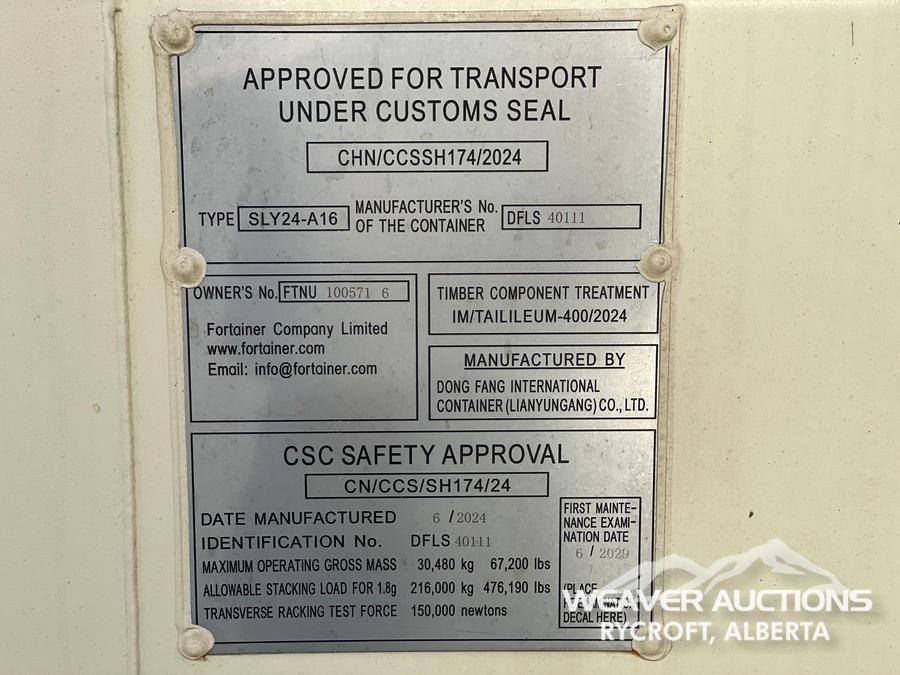 APPROVED FOR TRANSPORT
UNDER CUSTOMS SEAL
CHN/CCSSH174/2024
TYPE SLY24-A16
MANUFACTURER'S No.
OF THE CONTAINER
DFLS 40111
OWNER'S No. FTNU 100571 6
Fortainer Company Limited
www.fortainer.com
Email: info@fortainer.com
TIMBER COMPONENT TREATMENT
IM/TAILILEUM-400/2024
MANUFACTURED BY
DONG FANG INTERNATIONAL
CONTAINER (LIANYUNGANG) CO., LTD.
CSC SAFETY APPROVAL
CN/CCS/SH174/24
DATE MANUFACTURED 6 / 2024
IDENTIFICATION No. DFLS 40111
MAXIMUM OPERATING GROSS MASS 30,480 kg 67,200 lbs
ALLOWABLE STACKING LOAD FOR 1.8g 216,000 kg 476,190 lbs
TRANSVERSE RACKING TEST FORCE 150,000 newtons
FIRST MAINTE-
NANCE EXAMI-
NATION DATE
6 / 2029
(PLACE
DECAL HERE)
WEAVER AUCTIONS
RYCROFT, ALBERTA